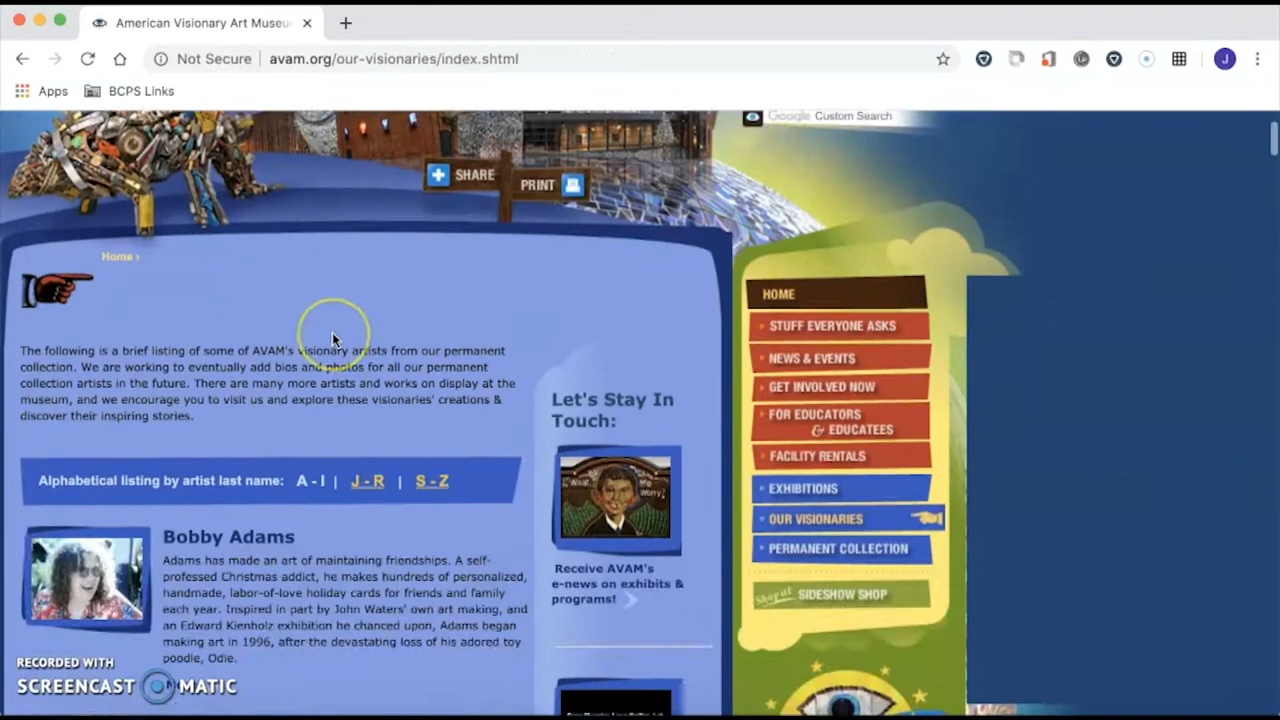 American Visionary Art Museu
Not Secure
avam.org/our-visionaries/index.shtml
J
Apps
BCPS Links
Google Custom Search
SHARE
PRINT
Home ›
The following is a brief listing of some of AVAM's visionary artists from our permanent
collection. We are working to eventually add bios and photos for all our permanent
collection artists in the future. There are many more artists and works on display at the
museum, and we encourage you to visit us and explore these visionaries' creations &
discover their inspiring stories.
Alphabetical listing by artist last name: A - I | J - R | S - Z
Bobby Adams
Adams has made an art of maintaining friendships. A self-
professed Christmas addict, he makes hundreds of personalized,
handmade, labor-of-love holiday cards for friends and family
each year. Inspired in part by John Waters' own art making, and
an Edward Kienholz exhibition he chanced upon, Adams began
making art in 1996, after the devastating loss of his adored toy
poodle, Odie.
Let's Stay In
Touch:
What, Me
Worry?
Receive AVAM's
e-news on exhibits &
programs!
HOME
STUFF EVERYONE ASKS
NEWS & EVENTS
GET INVOLVED NOW
FOR EDUCATORS
& EDUCATEES
FACILITY RENTALS
EXHIBITIONS
OUR VISIONARIES
PERMANENT COLLECTION
Shop at SIDESHOW SHOP
RECORDED WITH
SCREENCAST MATIC